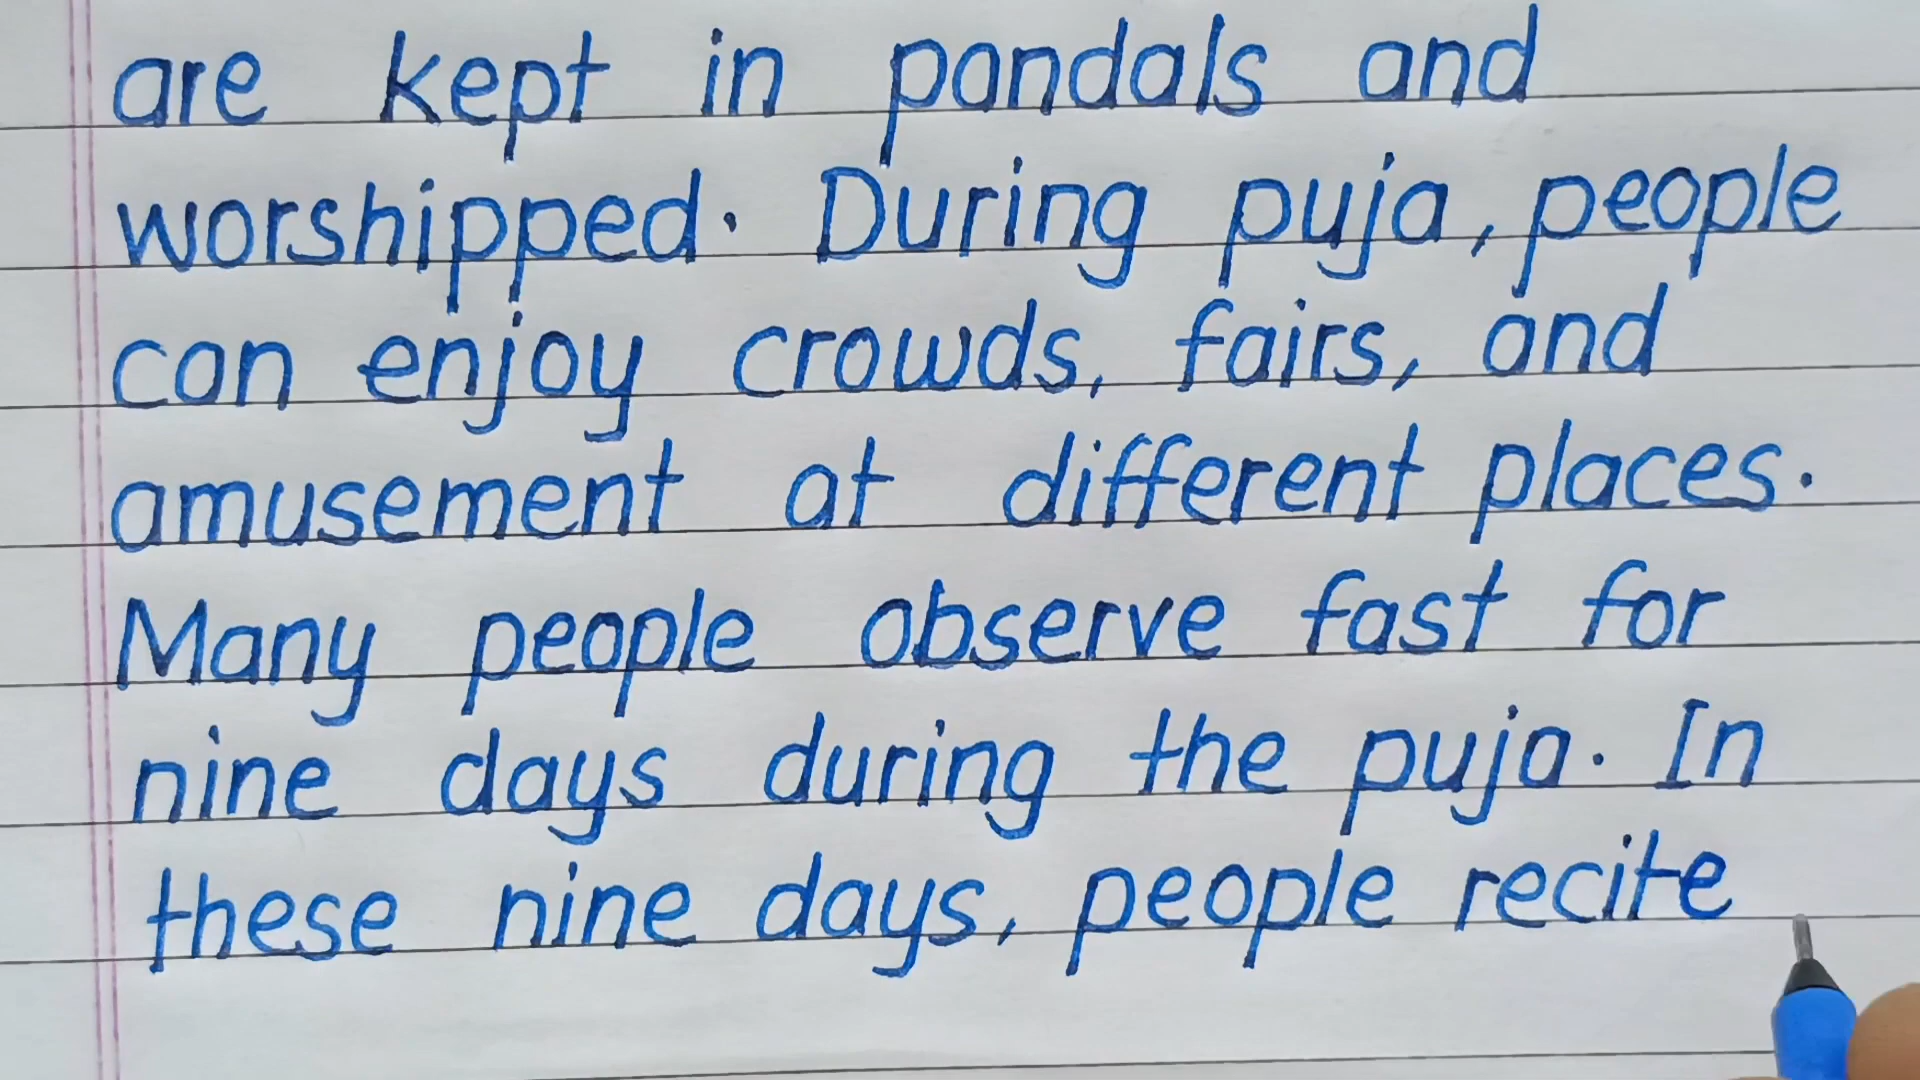 are kept in pandals and
worshipped. During puja, people
can enjoy crowds, fairs, and
amusement at different places.
Many people observe fast for
nine days during the puja. In
these nine days, people recite